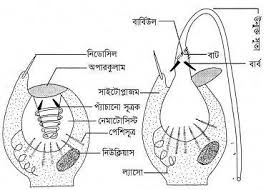 বার্বিউল
নিডোসিল
অপারকুলাম
বাট
বার্ব
সাইটোপ্লাজম
প্যাঁচানো সূত্রক
নেমাটোসিস্ট
পেশিসূত্র
নিউক্লিয়াস
ল্যাসো